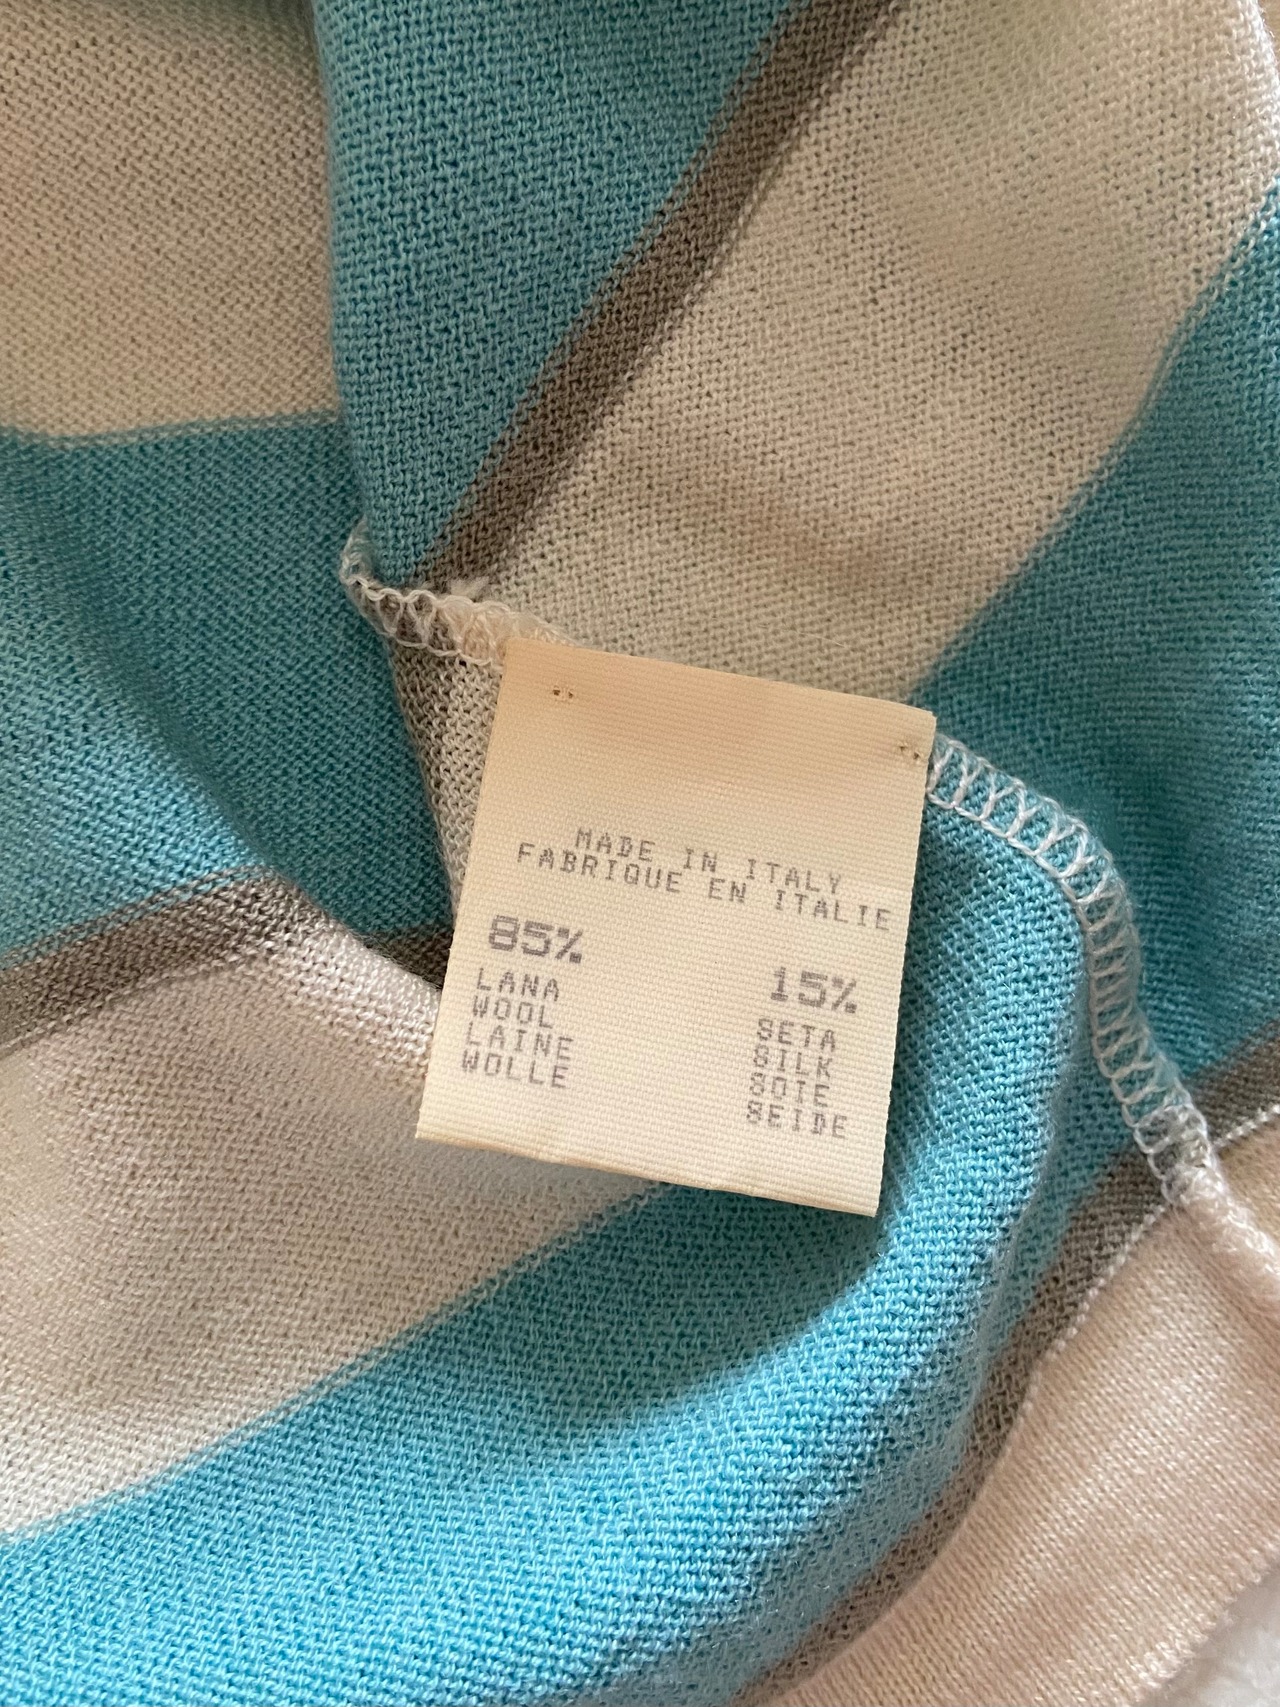 MADE IN ITALY
FABRIQUE EN ITALIE
85%
LANA
WOOL
LAINE
WOLLE
15%
SETA
SILK
SOIE
SEIDE